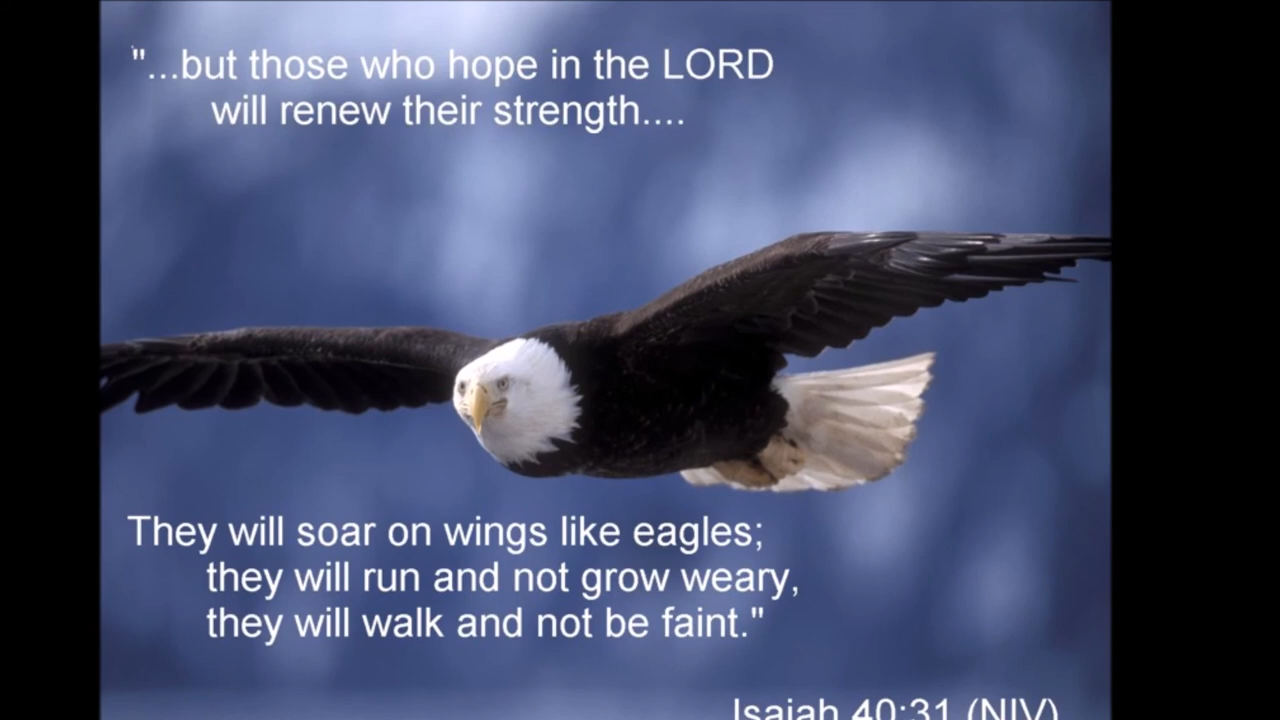 "...but those who hope in the LORD
will renew their strength....
They will soar on wings like eagles;
they will run and not grow weary,
they will walk and not be faint."
Isaiah 40:31 (NIV)